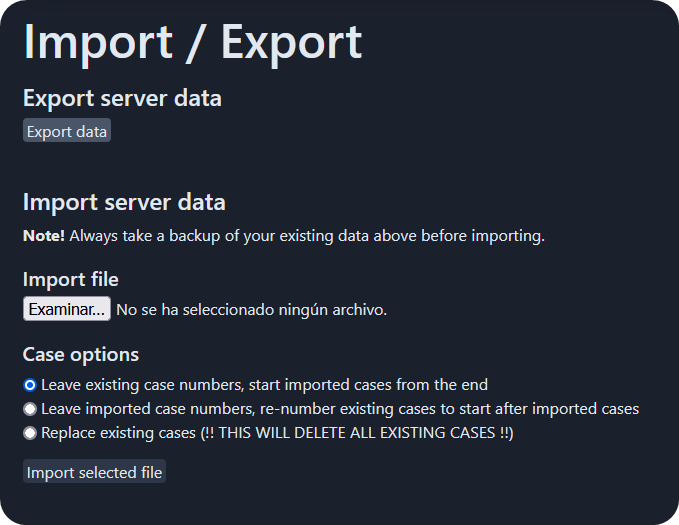 Import / Export
Export server data
Export data
Import server data
Note! Always take a backup of your existing data above before importing.
Import file
Examinar... No se ha seleccionado ningún archivo.
Case options
Leave existing case numbers, start imported cases from the end
Leave imported case numbers, re-number existing cases to start after imported cases
Replace existing cases (!! THIS WILL DELETE ALL EXISTING CASES !!)
Import selected file